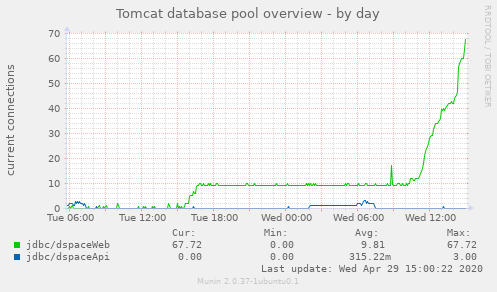 Tomcat database pool overview - by day
RRDTOOL / TOBI OETIKER
current connections
70
60
50
40
30
20
10
0
Tue 06:00 Tue 12:00 Tue 18:00 Wed 00:00 Wed 06:00 Wed 12:00
Cur: Min: Avg: Max:
jdbc/dspaceWeb 67.72 0.00 9.81 67.72
jdbc/dspaceApi 0.00 0.00 315.22m 3.00
Last update: Wed Apr 29 15:00:22 2020
Munin 2.0.37-1ubuntu0.1